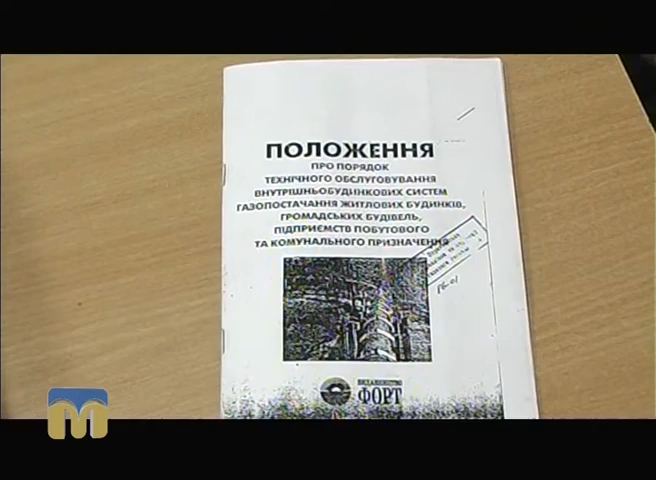 ПОЛОЖЕННЯ
ПРО ПОРЯДОК
ТЕХНІЧНОГО ОБСЛУГОВУВАННЯ
ВНУТРІШНЬОБУДИНКОВИХ СИСТЕМ
ГАЗОПОСТАЧАННЯ ЖИТЛОВИХ БУДИНКІВ,
ГРОМАДСЬКИХ БУДІВЕЛЬ,
ПІДПРИЄМСТВ ПОБУТОВОГО
ТА КОМУНАЛЬНОГО ПРИЗНАЧЕННЯ
ФОРТ
М